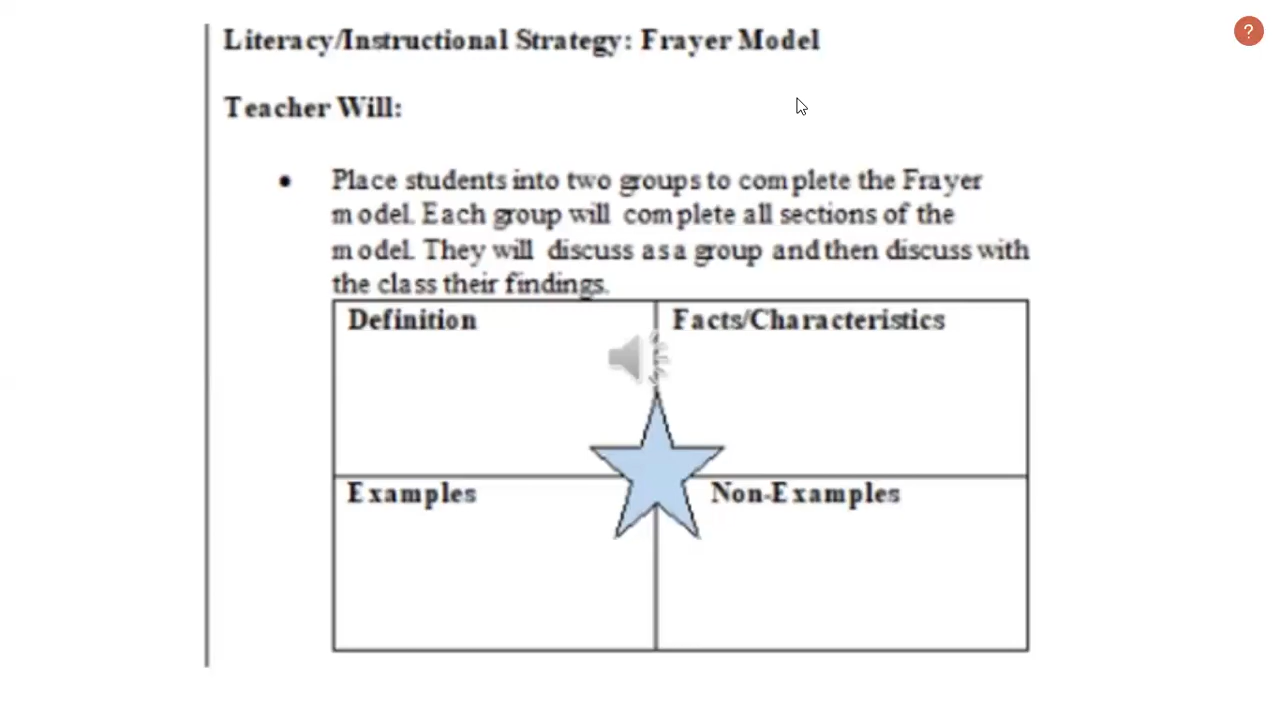 Literacy/Instructional Strategy: Frayer Model
?
Teacher Will:
• Place students into two groups to complete the Frayer
model. Each group will complete all sections of the
model. They will discuss as a group and then discuss with
the class their findings.
Definition
Facts/Characteristics
Examples
Non-Examples